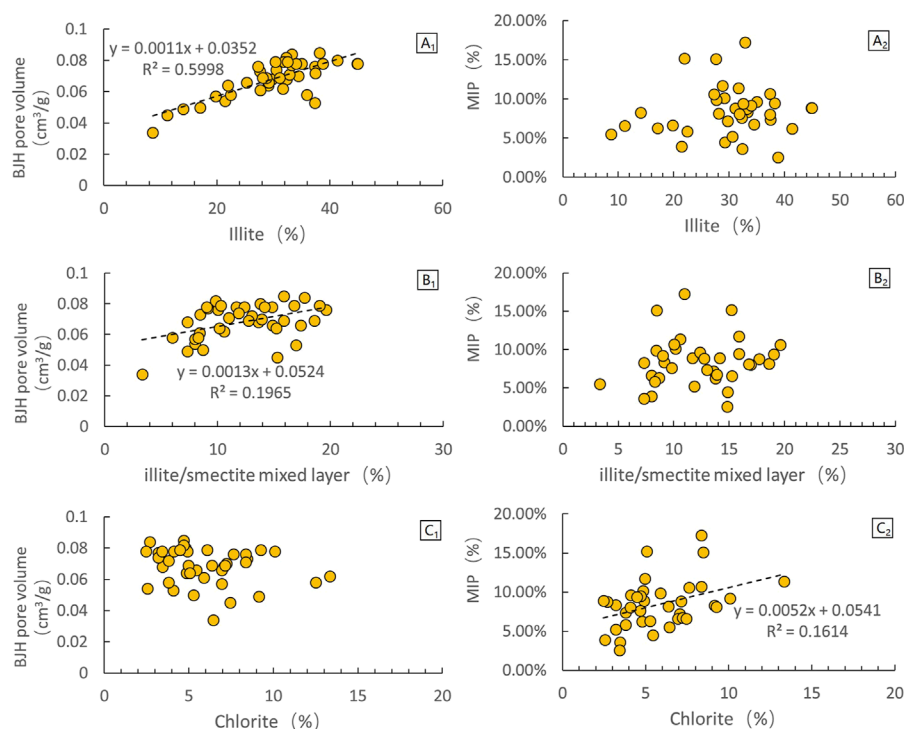 A1
y = 0.0011x + 0.0352
R² = 0.5998
BJH pore volume
(cm³/g)
0.1
0.08
0.06
0.04
0.02
0
0 20 40 60
Illite（%）
A2
MIP（%）
20.00%
15.00%
10.00%
5.00%
0.00%
0 10 20 30 40 50 60
Illite（%）
B1
BJH pore volume
(cm³/g)
0.1
0.08
0.06
0.04
0.02
0
y = 0.0013x + 0.0524
R² = 0.1965
0 10 20 30
illite/smectite mixed layer（%）
B2
MIP（%）
20.00%
15.00%
10.00%
5.00%
0.00%
0 5 10 15 20 25 30
illite/smectite mixed layer（%）
C1
BJH pore volume
(cm³/g)
0.1
0.08
0.06
0.04
0.02
0
0 5 10 15 20
Chlorite（%）
C2
MIP（%）
20.00%
15.00%
10.00%
5.00%
0.00%
y = 0.0052x + 0.0541
R² = 0.1614
0 5 10 15 20
Chlorite（%）